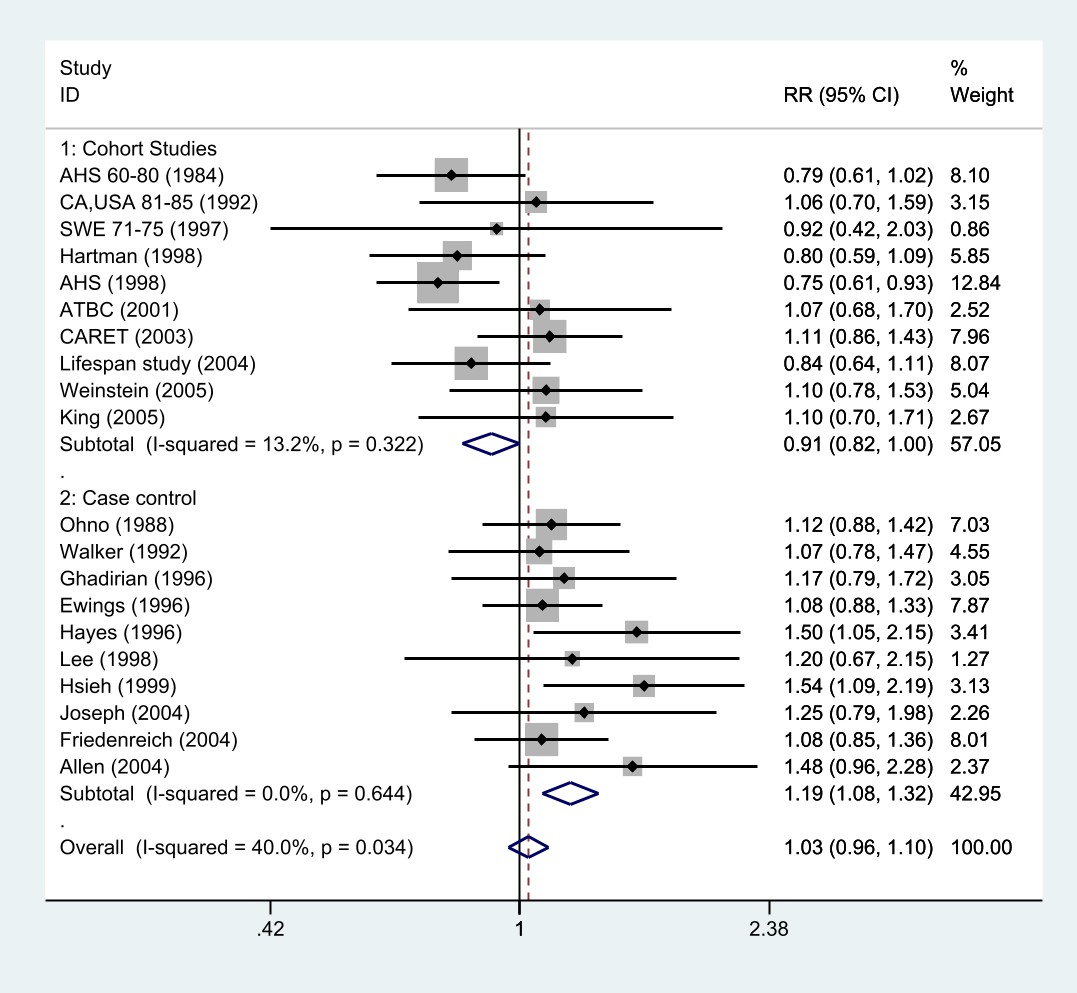 Study %
ID RR (95% CI) Weight
1: Cohort Studies
AHS 60-80 (1984) 0.79 (0.61, 1.02) 8.10
CA,USA 81-85 (1992) 1.06 (0.70, 1.59) 3.15
SWE 71-75 (1997) 0.92 (0.42, 2.03) 0.86
Hartman (1998) 0.80 (0.59, 1.09) 5.85
AHS (1998) 0.75 (0.61, 0.93) 12.84
ATBC (2001) 1.07 (0.68, 1.70) 2.52
CARET (2003) 1.11 (0.86, 1.43) 7.96
Lifespan study (2004) 0.84 (0.64, 1.11) 8.07
Weinstein (2005) 1.10 (0.78, 1.53) 5.04
King (2005) 1.10 (0.70, 1.71) 2.67
Subtotal (I-squared = 13.2%, p = 0.322) 0.91 (0.82, 1.00) 57.05
.
2: Case control
Ohno (1988) 1.12 (0.88, 1.42) 7.03
Walker (1992) 1.07 (0.78, 1.47) 4.55
Ghadirian (1996) 1.17 (0.79, 1.72) 3.05
Ewings (1996) 1.08 (0.88, 1.33) 7.87
Hayes (1996) 1.50 (1.05, 2.15) 3.41
Lee (1998) 1.20 (0.67, 2.15) 1.27
Hsieh (1999) 1.54 (1.09, 2.19) 3.13
Joseph (2004) 1.25 (0.79, 1.98) 2.26
Friedenreich (2004) 1.08 (0.85, 1.36) 8.01
Allen (2004) 1.48 (0.96, 2.28) 2.37
Subtotal (I-squared = 0.0%, p = 0.644) 1.19 (1.08, 1.32) 42.95
.
Overall (I-squared = 40.0%, p = 0.034) 1.03 (0.96, 1.10) 100.00
.42 1 2.38